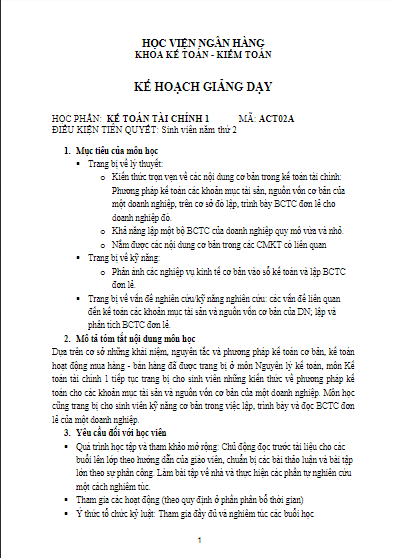 HỌC VIỆN NGÂN HÀNG
KHOA KẾ TOÁN - KIỂM TOÁN
KẾ HOẠCH GIẢNG DẠY
HỌC PHẦN: KẾ TOÁN TÀI CHÍNH 1 MÃ: ACT02A
ĐIỀU KIỆN TIÊN QUYẾT: Sinh viên năm thứ 2
1. Mục tiêu của môn học
▪ Trang bị về lý thuyết:
o Kiến thức trọn vẹn về các nội dung cơ bản trong kế toán tài chính:
Phương pháp kế toán các khoản mục tài sản, nguồn vốn cơ bản của
một doanh nghiệp, trên cơ sở đó lập, trình bày BCTC đơn lẻ cho
doanh nghiệp đó.
o Khả năng lập một bộ BCTC của doanh nghiệp quy mô vừa và nhỏ.
o Nắm được các nội dung cơ bản trong các CMKT có liên quan
▪ Trang bị về kỹ năng:
o Phản ánh các nghiệp vụ kinh tế cơ bản vào sổ kế toán và lập BCTC
đơn lẻ.
▪ Trang bị về vấn đề nghiên cứu/kỹ năng nghiên cứu: các vấn đề liên quan
đến kế toán các khoản mục tài sản và nguồn vốn cơ bản của DN; lập và
phân tích BCTC đơn lẻ.
2. Mô tả tóm tắt nội dung môn học
Dựa trên cơ sở những khái niệm, nguyên tắc và phương pháp kế toán cơ bản, kế toán
hoạt động mua hàng - bán hàng đã được trang bị ở môn Nguyên lý kế toán, môn Kế
toán tài chính 1 tiếp tục trang bị cho sinh viên những kiến thức về phương pháp kế
toán cho các khoản mục tài sản và nguồn vốn cơ bản của một doanh nghiệp. Môn học
cũng trang bị cho sinh viên kỹ năng cơ bản trong việc lập, trình bày và đọc BCTC đơn
lẻ của một doanh nghiệp.
3. Yêu cầu đối với học viên
▪ Quá trình học tập và tham khảo mở rộng: Chủ động đọc trước tài liệu cho các
buổi lên lớp theo hướng dẫn của giáo viên, chuẩn bị các bài thảo luận và bài tập
lớn theo sự phân công. Làm bài tập về nhà và thực hiện các phần tự nghiên cứu
một cách nghiêm túc.
▪ Tham gia các hoạt động (theo quy định ở phần phân bổ thời gian)
▪ Ý thức tổ chức kỷ luật: Tham gia đầy đủ và nghiêm túc các buổi học
1